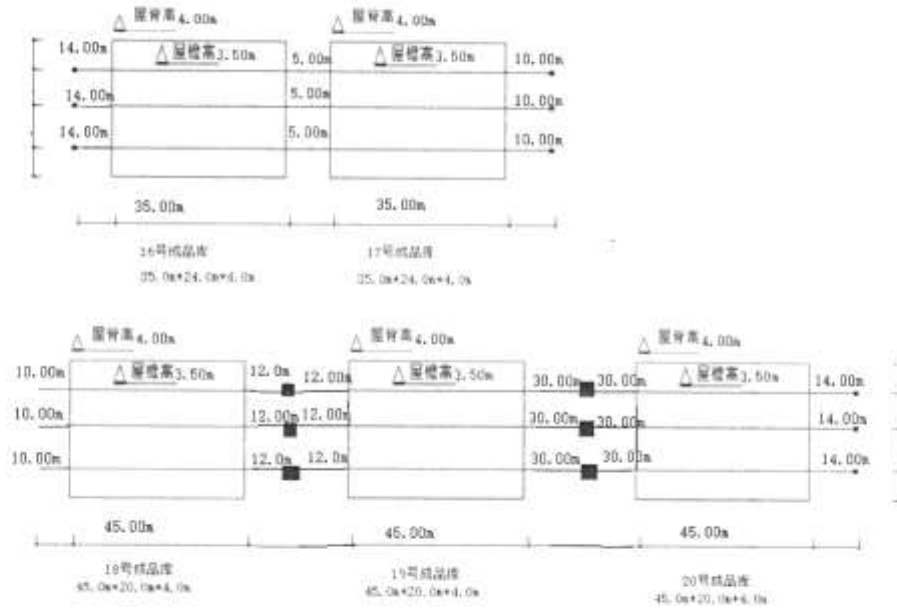 屋脊高4.00m 屋脊高4.00m
屋檐高3.50m 屋檐高3.50m
14.00m 5.00m 10.00m
14.00m 5.00m 10.00m
14.00m 5.00m 10.00m
35.00m 35.00m
16号成品库 17号成品库
35.0m*24.0m*4.0m 35.0m*24.0m*4.0m
屋脊高4.00m 屋脊高4.00m 屋脊高4.00m
屋檐高3.50m 屋檐高3.50m 屋檐高3.50m
10.00m 12.0m 12.00m 30.00m 30.00m 14.00m
10.00m 12.00m 12.00m 30.00m 30.00m 14.00m
10.00m 12.0m 12.0m 30.00m 30.00m 14.00m
45.00m 45.00m 45.00m
18号成品库 19号成品库 20号成品库
45.0m*20.0m*4.0m 45.0m*20.0m*4.0m 45.0m*20.0m*4.0m